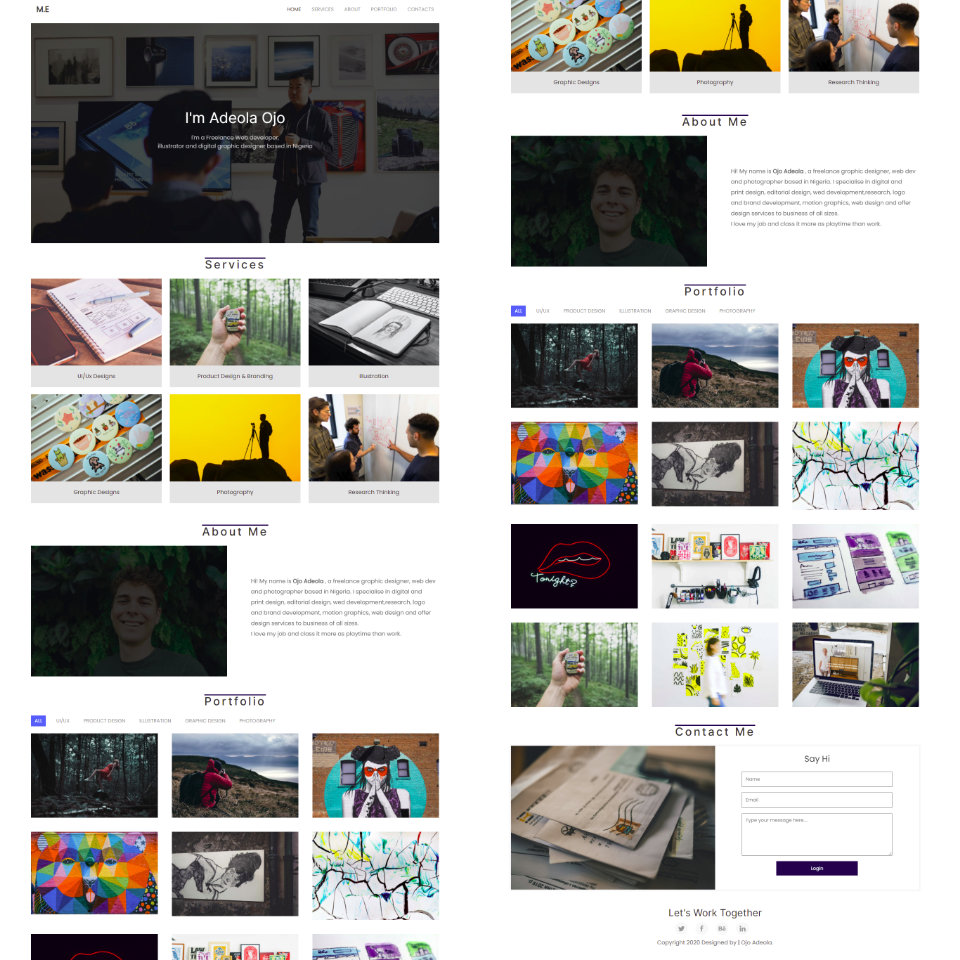 M.E
HOME SERVICES ABOUT PORTFOLIO CONTACTS
I'm Adeola Ojo
I'm a Freelance Web developer,
illustrator and digital graphic designer based in Nigeria
Services
UI/Ux Designs
Product Design & Branding
Illustration
Graphic Designs
Photography
Research Thinking
About Me
Hi! My name is Ojo Adeola , a freelance graphic designer, web dev
and photographer based in Nigeria. I specialise in digital and
print design, editorial design, wed development,research, logo
and brand development, motion graphics, web design and offer
design services to business of all sizes.
I love my job and class it more as playtime than work.
Portfolio
ALL UI/UX PRODUCT DESIGN ILLUSTRATION GRAPHIC DESIGN PHOTOGRAPHY
Graphic Designs
Photography
Research Thinking
About Me
Hi! My name is Ojo Adeola , a freelance graphic designer, web dev
and photographer based in Nigeria. I specialise in digital and
print design, editorial design, wed development,research, logo
and brand development, motion graphics, web design and offer
design services to business of all sizes.
I love my job and class it more as playtime than work.
Portfolio
ALL UI/UX PRODUCT DESIGN ILLUSTRATION GRAPHIC DESIGN PHOTOGRAPHY
Tonight?
Contact Me
Say Hi
Name
Email
Type your message here...
Login
Let's Work Together
Bē
in
Copyright 2020 Designed by | Ojo Adeola